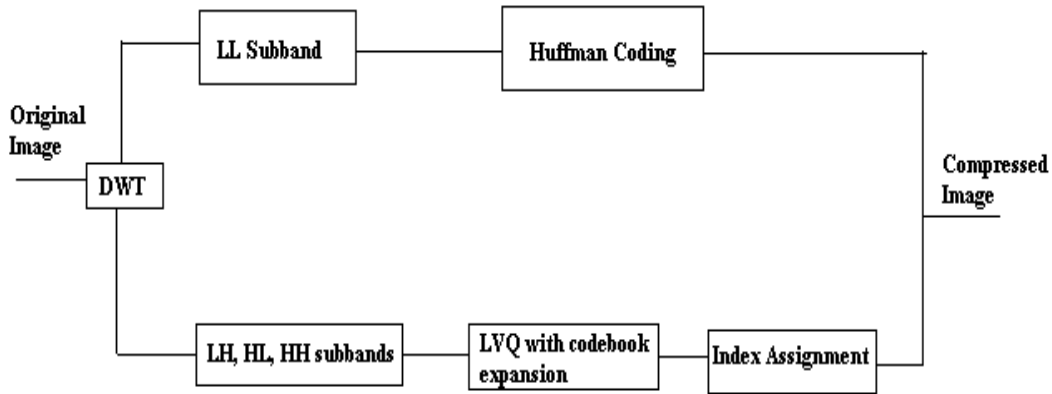 LL Subband
Huffman Coding
Original
Image
DWT
Compressed
Image
LH, HL, HH subbands
LVQ with codebook
expansion
Index Assignment